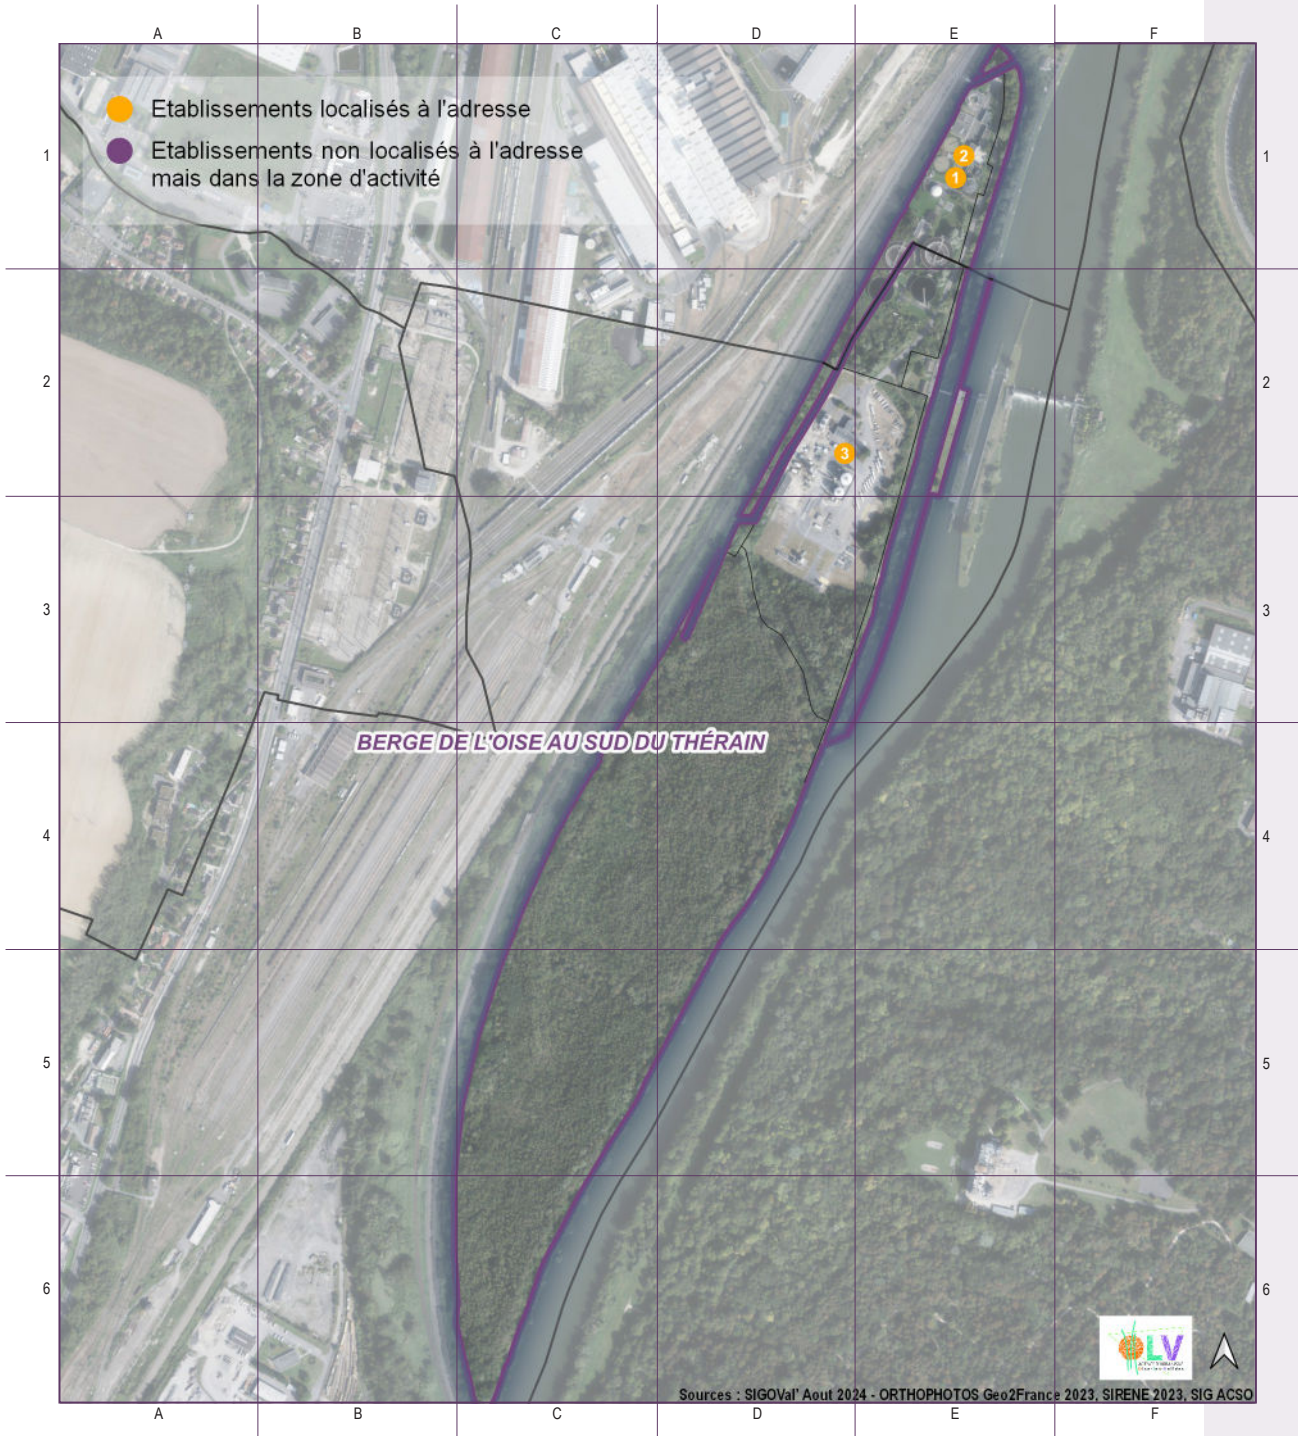 A B C D E F
Etablissements localisés à l'adresse
Etablissements non localisés à l'adresse
mais dans la zone d'activité
1 1
2
1
2 2
3
3 3
BERGE DE L'OISE AU SUD DU THÉRAIN
4 4
5 5
6 6
LV
Sources : SIGOVal' Aout 2024 - ORTHOPHOTOS Geo2France 2023, SIRENE 2023, SIG ACSO
A B C D E F